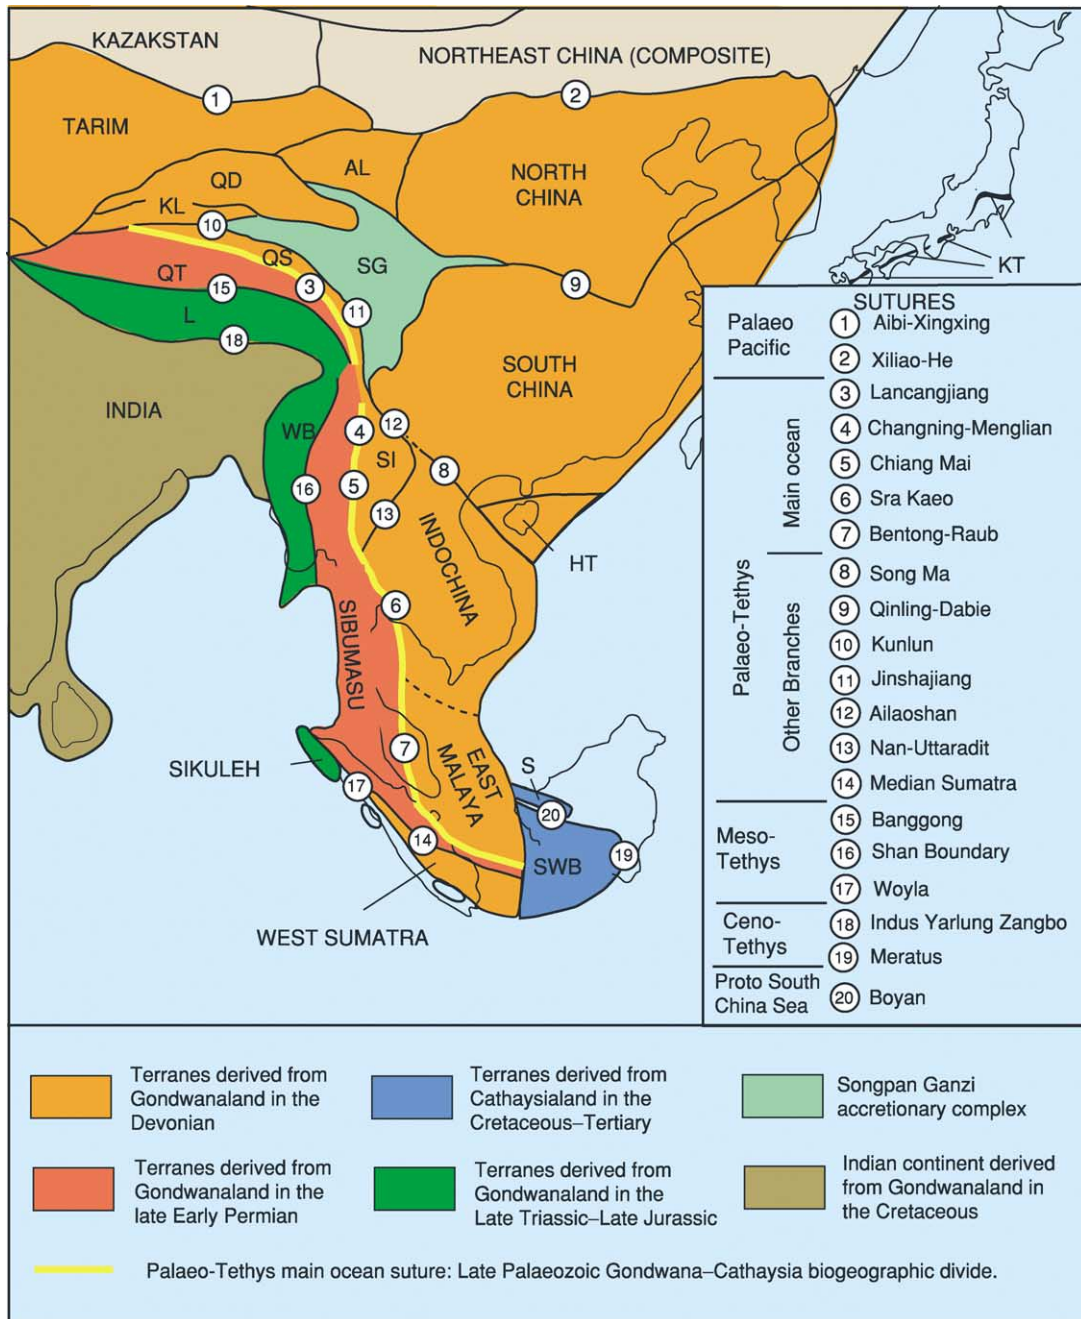 KAZAKSTAN
NORTHEAST CHINA (COMPOSITE)
1
2
TARIM
AL
QD
NORTH
CHINA
KL
10
QS
SG
KT
QT
3
15
9
11
L
18
SOUTH
CHINA
INDIA
12
WB
4
SI
8
5
16
13
INDOCHINA
HT
6
SIBUMASU
7
EAST
MALAYA
SIKULEH
S
17
20
14
SWB
19
WEST SUMATRA
SUTURES
Palaeo
Pacific
1 Aibi-Xingxing
2 Xiliao-He
Palaeo-Tethys
Main ocean
3 Lancangjiang
4 Changning-Menglian
5 Chiang Mai
6 Sra Kaeo
7 Bentong-Raub
Other Branches
8 Song Ma
9 Qinling-Dabie
10 Kunlun
11 Jinshajiang
12 Ailaoshan
13 Nan-Uttaradit
14 Median Sumatra
Meso-
Tethys
15 Banggong
16 Shan Boundary
17 Woyla
Ceno-
Tethys
18 Indus Yarlung Zangbo
19 Meratus
Proto South
China Sea
20 Boyan
Terranes derived from
Gondwanaland in the
Devonian
Terranes derived from
Cathaysialand in the
Cretaceous–Tertiary
Songpan Ganzi
accretionary complex
Terranes derived from
Gondwanaland in the
late Early Permian
Terranes derived from
Gondwanaland in the
Late Triassic–Late Jurassic
Indian continent derived
from Gondwanaland in
the Cretaceous
Palaeo-Tethys main ocean suture: Late Palaeozoic Gondwana–Cathaysia biogeographic divide.